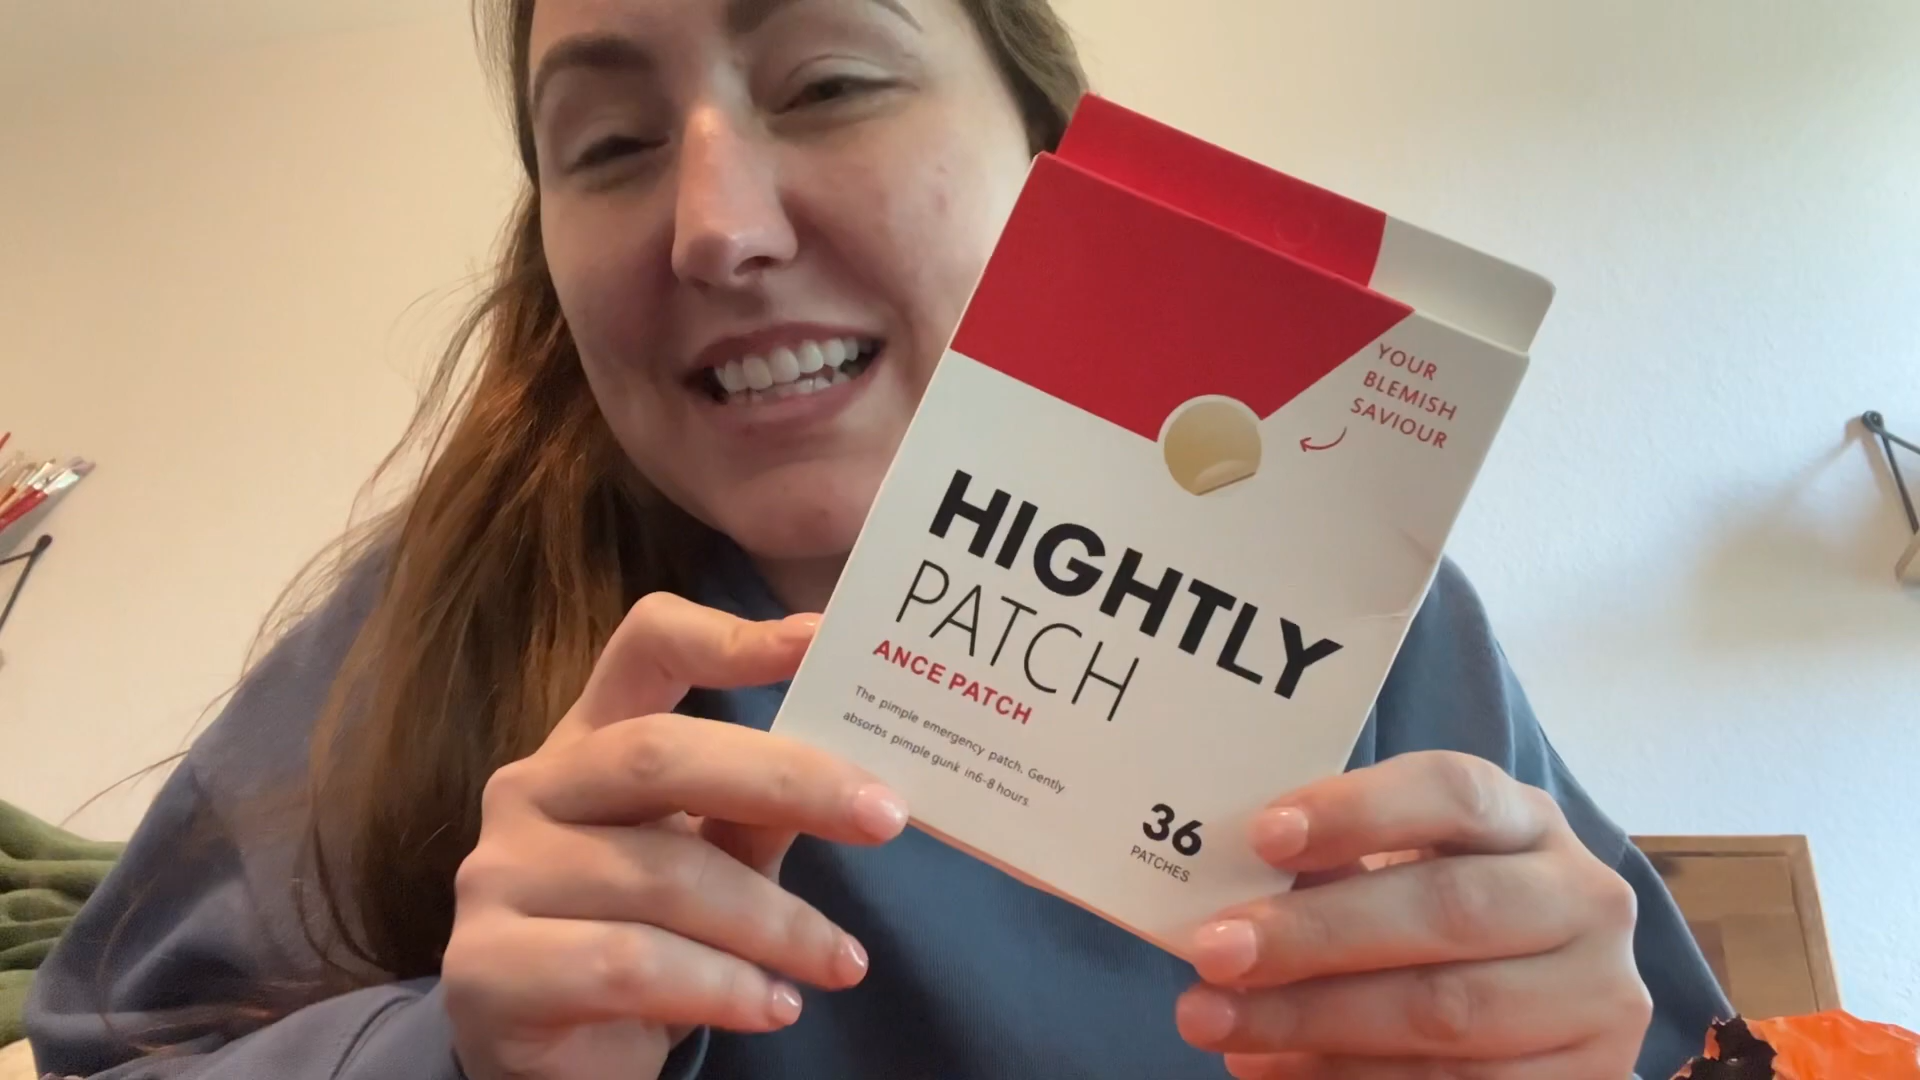 YOUR
BLEMISH
SAVIOUR
HIGHTLY
PATCH
ANCE PATCH
The pimple emergency patch. Gently
absorbs pimple gunk in6-8 hours.
36
PATCHES